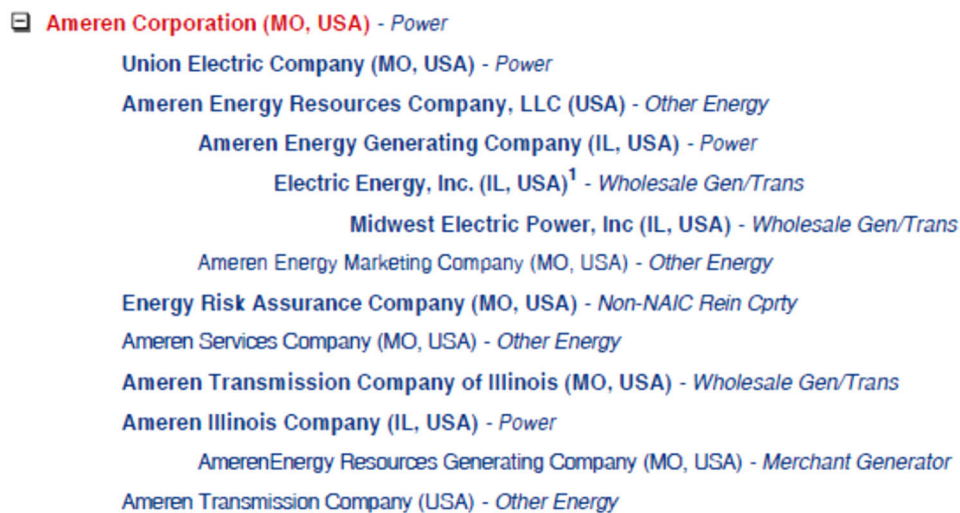 Ameren Corporation (MO, USA) - Power
Union Electric Company (MO, USA) - Power
Ameren Energy Resources Company, LLC (USA) - Other Energy
Ameren Energy Generating Company (IL, USA) - Power
Electric Energy, Inc. (IL, USA)¹ - Wholesale Gen/Trans
Midwest Electric Power, Inc (IL, USA) - Wholesale Gen/Trans
Ameren Energy Marketing Company (MO, USA) - Other Energy
Energy Risk Assurance Company (MO, USA) - Non-NAIC Rein Cprty
Ameren Services Company (MO, USA) - Other Energy
Ameren Transmission Company of Illinois (MO, USA) - Wholesale Gen/Trans
Ameren Illinois Company (IL, USA) - Power
AmerenEnergy Resources Generating Company (MO, USA) - Merchant Generator
Ameren Transmission Company (USA) - Other Energy